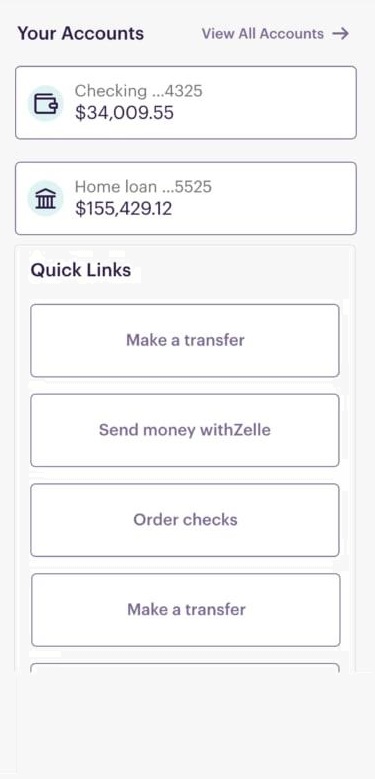 Your Accounts
View All Accounts →
Checking ...4325
$34,009.55
Home loan ...5525
$155,429.12
Quick Links
Make a transfer
Send money withZelle
Order checks
Make a transfer